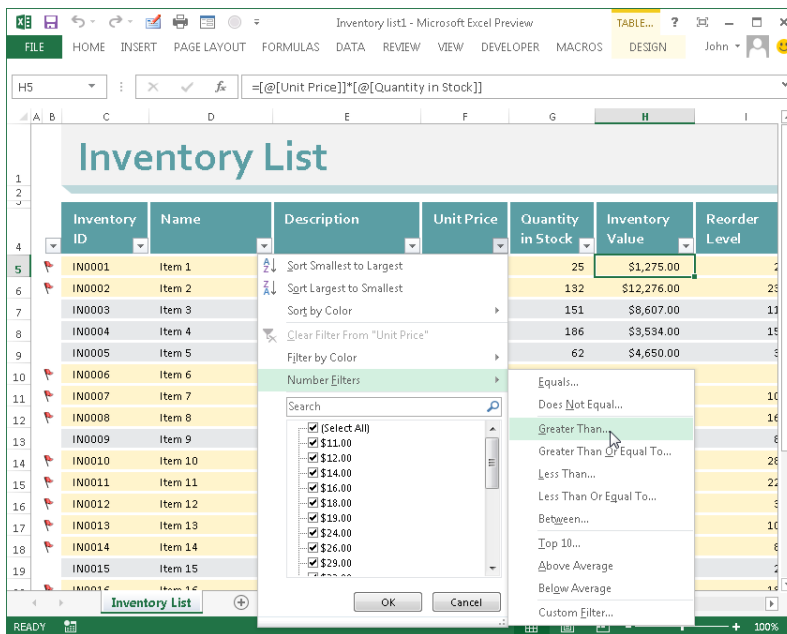 Inventory list1 - Microsoft Excel Preview
TABLE... ?
FILE HOME INSERT PAGE LAYOUT FORMULAS DATA REVIEW VIEW DEVELOPER MACROS DESIGN John
H5 fx =[@[Unit Price]]*[@[Quantity in Stock]]
A B C D E F G H I
1 Inventory List
2
4 Inventory ID Name Description Unit Price Quantity in Stock Inventory Value Reorder Level
5 IN0001 Item 1 25 $1,275.00
6 IN0002 Item 2 132 $12,276.00
7 IN0003 Item 3 151 $8,607.00
8 IN0004 Item 4 186 $3,534.00
9 IN0005 Item 5 62 $4,650.00
10 IN0006 Item 6
11 IN0007 Item 7
12 IN0008 Item 8
13 IN0009 Item 9
14 IN0010 Item 10
15 IN0011 Item 11
16 IN0012 Item 12
17 IN0013 Item 13
18 IN0014 Item 14
19 IN0015 Item 15
Sort Smallest to Largest
Sort Largest to Smallest
Sort by Color
Clear Filter From "Unit Price"
Filter by Color
Number Filters
Search
(Select All)
$11.00
$12.00
$14.00
$16.00
$18.00
$19.00
$24.00
$26.00
$29.00
OK Cancel
Equals...
Does Not Equal...
Greater Than...
Greater Than Or Equal To...
Less Than...
Less Than Or Equal To...
Between...
Top 10...
Above Average
Below Average
Custom Filter...
Inventory List
READY 100%